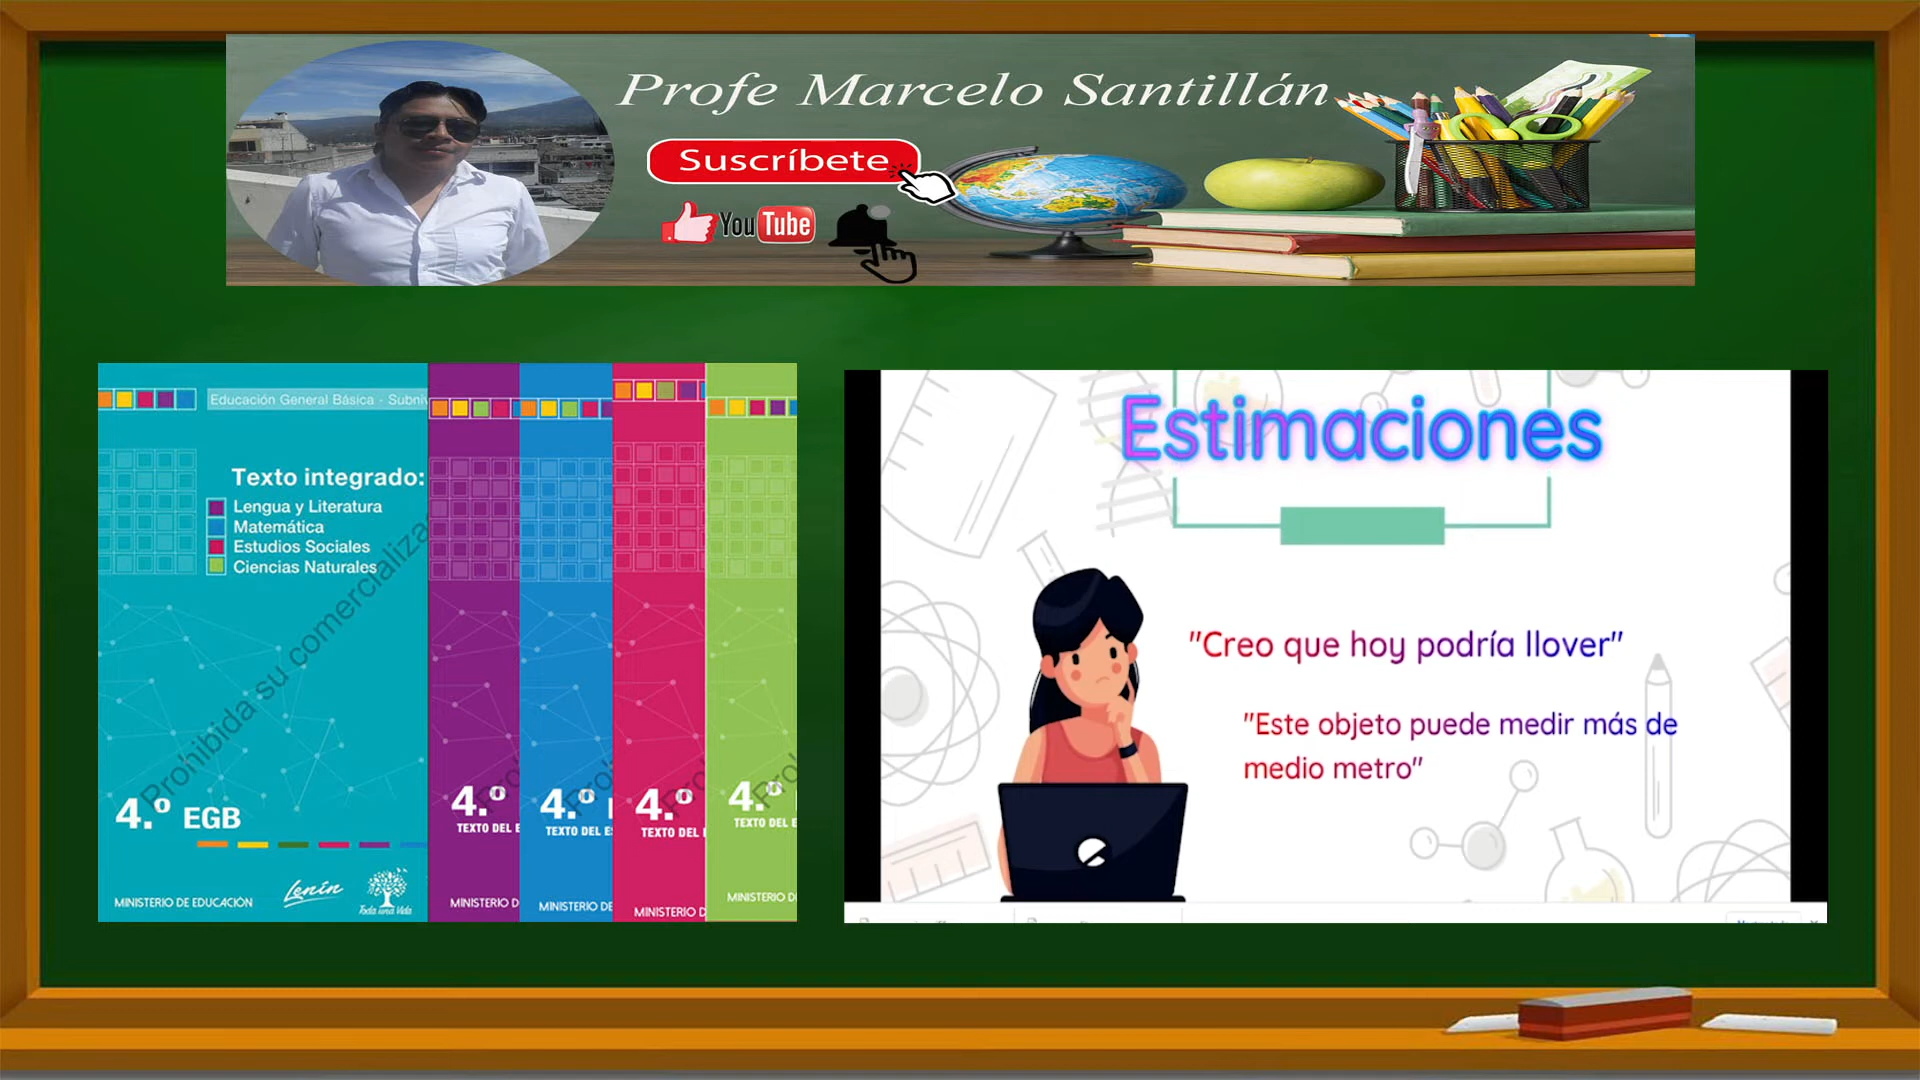 Profe Marcelo Santillán
Suscríbete
YouTube
Educación General Básica - Subniv
Texto integrado:
Lengua y Literatura
Matemática
Estudios Sociales
Ciencias Naturales
Prohibida su comercializa
4.º EGB
MINISTERIO DE EDUCACIÓN
Lenín
Toda una Vida
4.º
TEXTO DEL E
MINISTERIO D
4.º
TEXTO DEL ES
MINISTERIO DE
4.º
TEXTO DEL
MINISTERIO D
4.º
TEXTO DEL E
MINISTERIO D
Estimaciones
"Creo que hoy podría llover"
"Este objeto puede medir más de
medio metro"